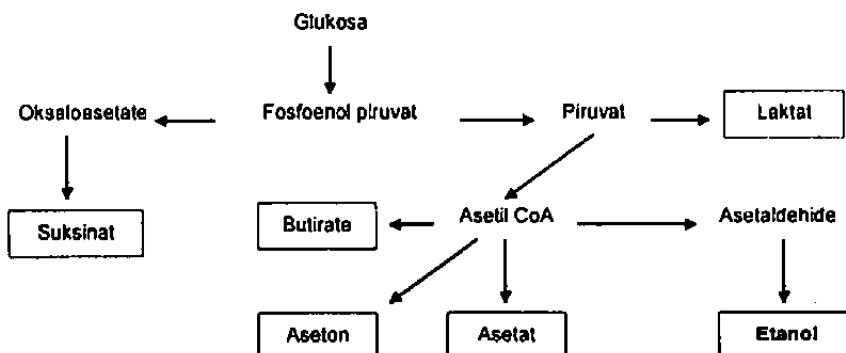 Glukosa
Oksaloasetate
Fosfoenol piruvat
Piruvat
Laktat
Suksinat
Butirate
Asetil CoA
Asetaldehide
Aseton
Asetat
Etanol